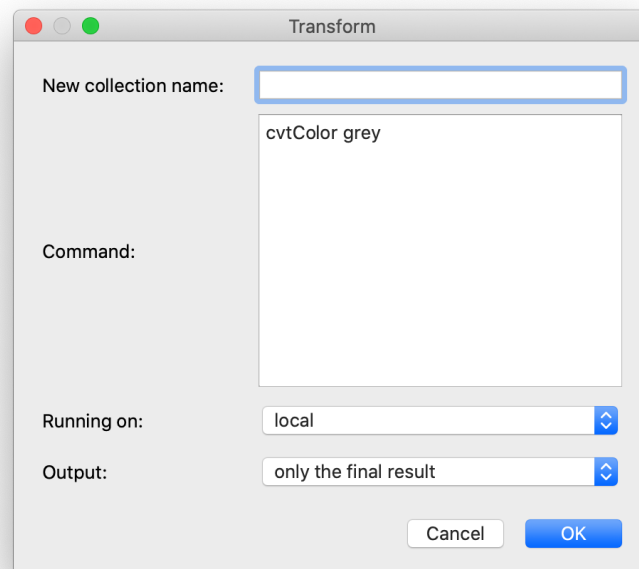 Transform
New collection name:
cvtColor grey
Command:
Running on: local
Output: only the final result
Cancel OK